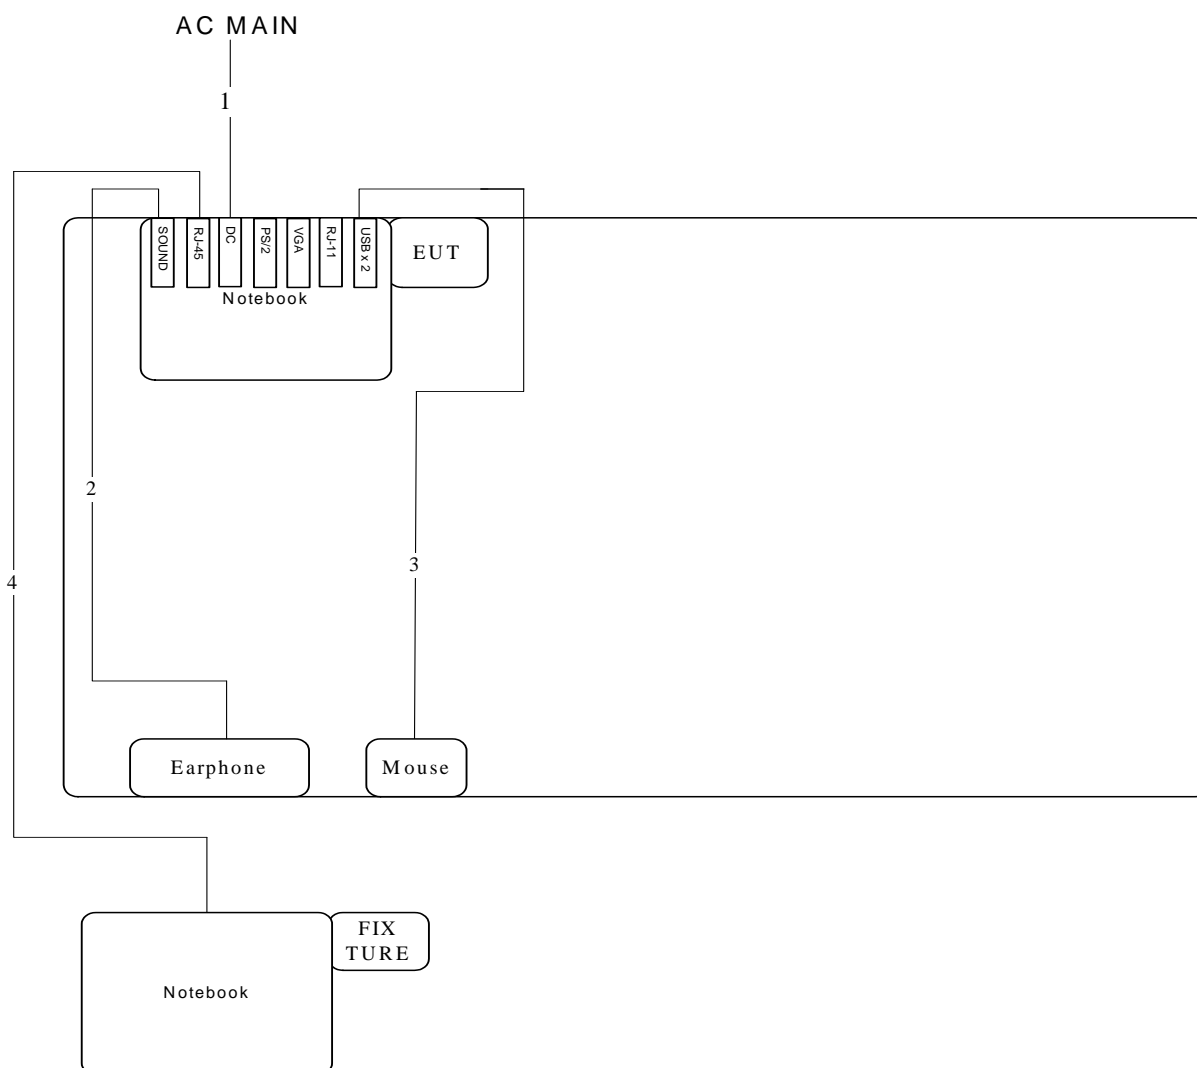 AC MAIN
1
SOUND
RJ-45
DC
PS/2
VGA
RJ-11
USB x 2
EUT
Notebook
2
3
4
Earphone
Mouse
FIX
TURE
Notebook